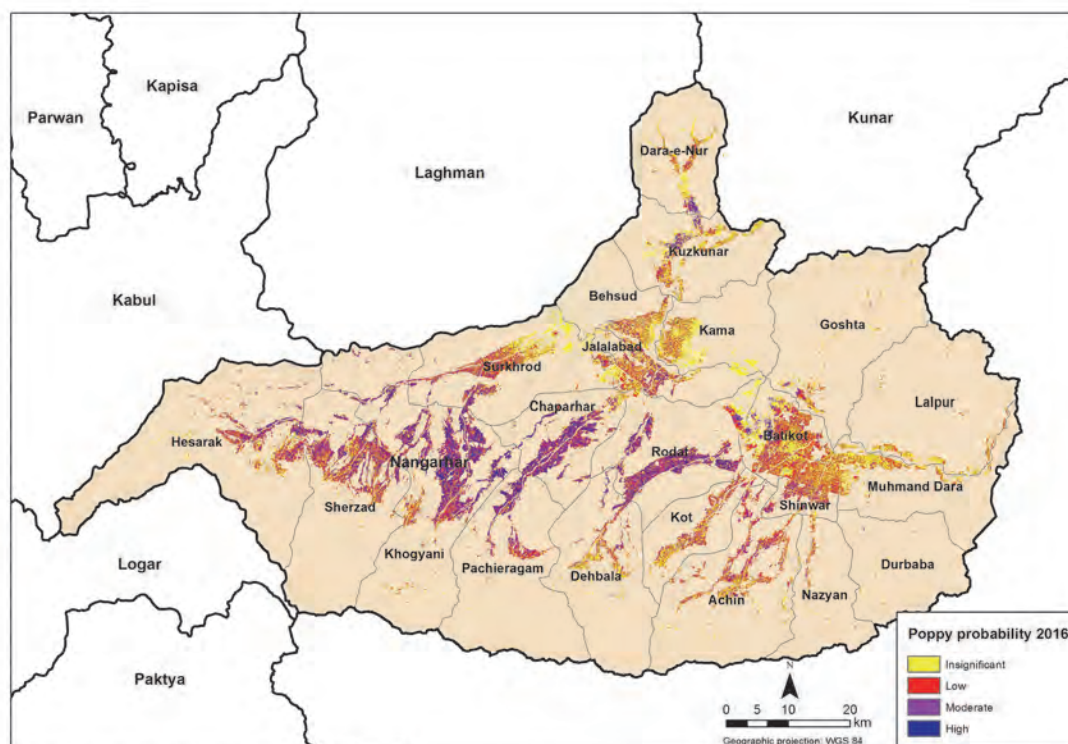 Kapisa
Parwan
Kunar
Dara-e-Nur
Laghman
Kuzkunar
Kabul
Behsud
Goshta
Kama
Jalalabad
Surkhrod
Lalpur
Chaparhar
Hesarak
Batikot
Rodat
Nangarhar
Muhmand Dara
Sherzad
Shinwar
Kot
Khogyani
Logar
Pachieragam
Durbaba
Dehbala
Nazyan
Achin
Poppy probability 2016
Insignificant
Low
Moderate
High
Paktya
N
0 5 10 20
km
Geographic projection: WGS 84